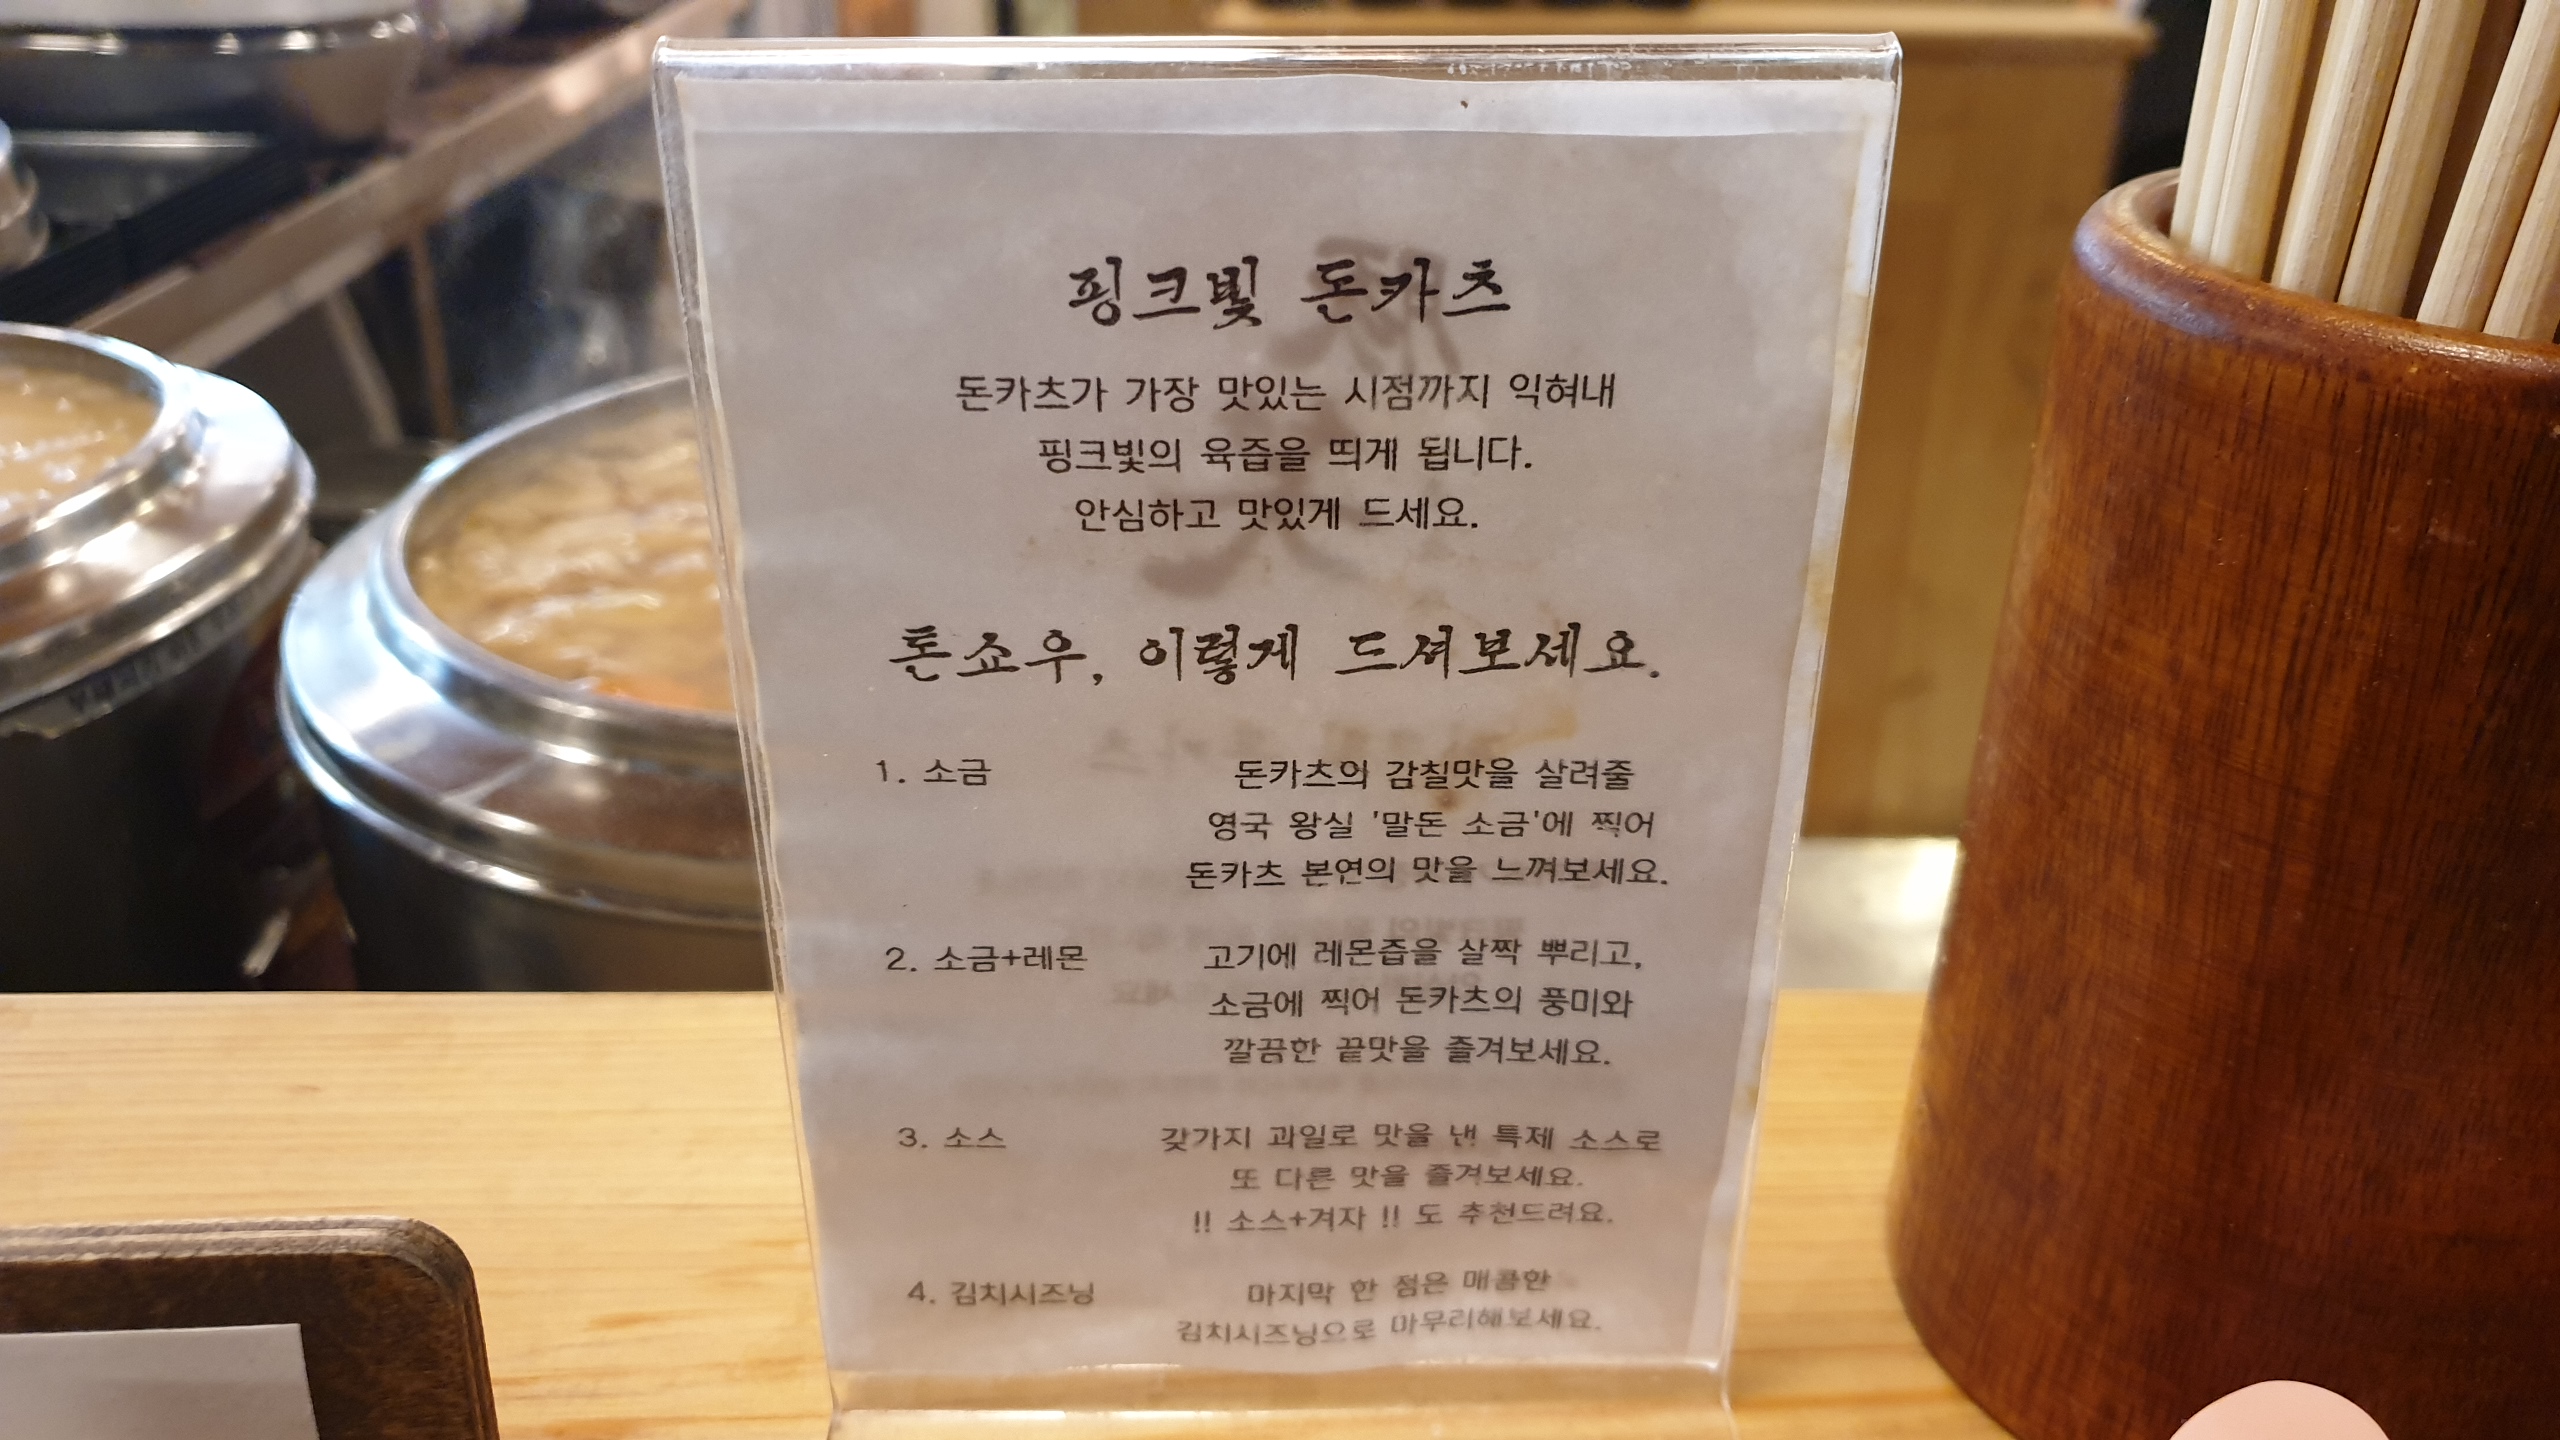 핑크빛 돈카츠
돈카츠가 가장 맛있는 시점까지 익혀내
핑크빛의 육즙을 띄게 됩니다.
안심하고 맛있게 드세요.
톤쇼우, 이렇게 드셔보세요.
1. 소금
돈카츠의 감칠맛을 살려줄
영국 왕실 '말돈 소금'에 찍어
돈카츠 본연의 맛을 느껴보세요.
2. 소금+레몬
고기에 레몬즙을 살짝 뿌리고,
소금에 찍어 돈카츠의 풍미와
깔끔한 끝맛을 즐겨보세요.
3. 소스
갖가지 과일로 맛을 낸 특제 소스로
또 다른 맛을 즐겨보세요.
!! 소스+겨자 !! 도 추천드려요.
4. 김치시즈닝
마지막 한 점은 매콤한
김치시즈닝으로 마무리해보세요.